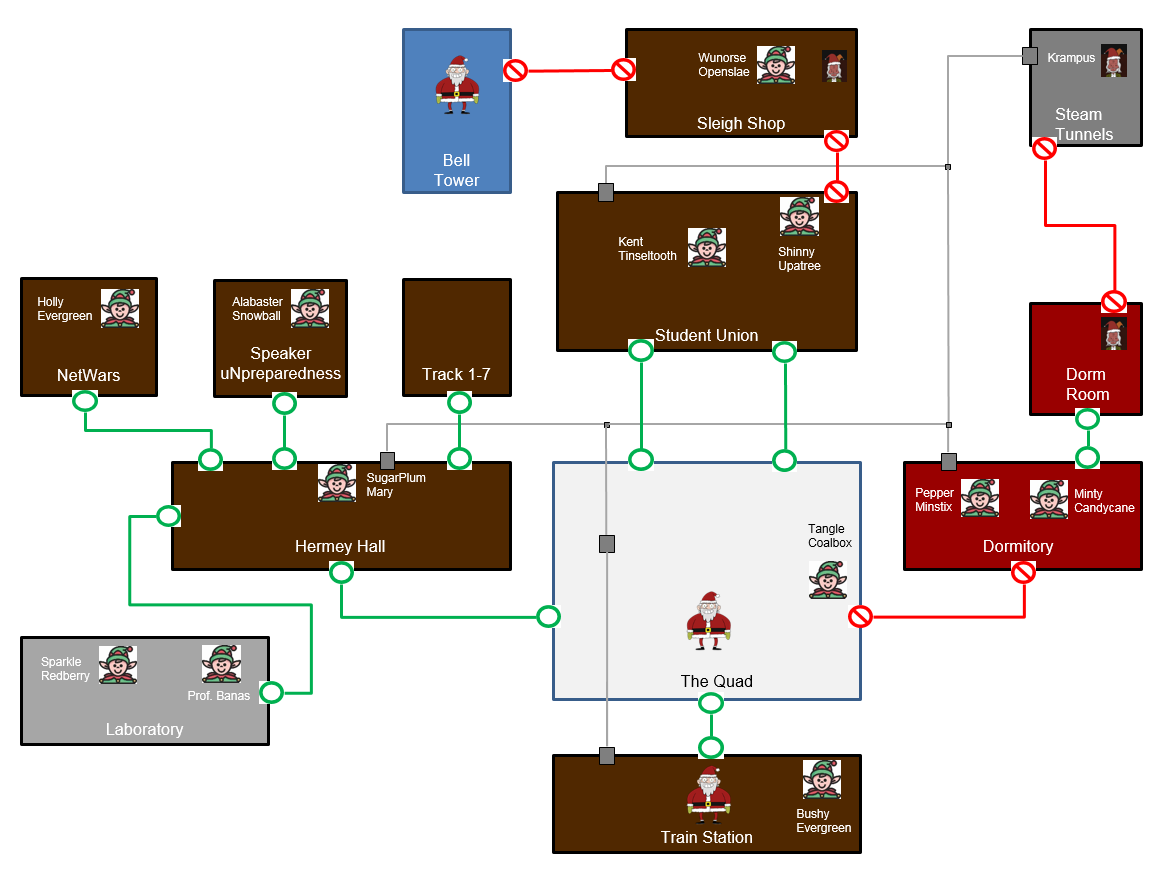 Wunorse
Openslae
Sleigh Shop
Krampus
Steam
Tunnels
Bell
Tower
Kent
Tinseltooth
Shinny
Upatree
Student Union
Holly
Evergreen
NetWars
Alabaster
Snowball
Speaker
uNpreparedness
Track 1-7
Dorm
Room
SugarPlum
Mary
Hermey Hall
Tangle
Coalbox
The Quad
Pepper
Minstix
Minty
Candycane
Dormitory
Sparkle
Redberry
Prof. Banas
Laboratory
Bushy
Evergreen
Train Station